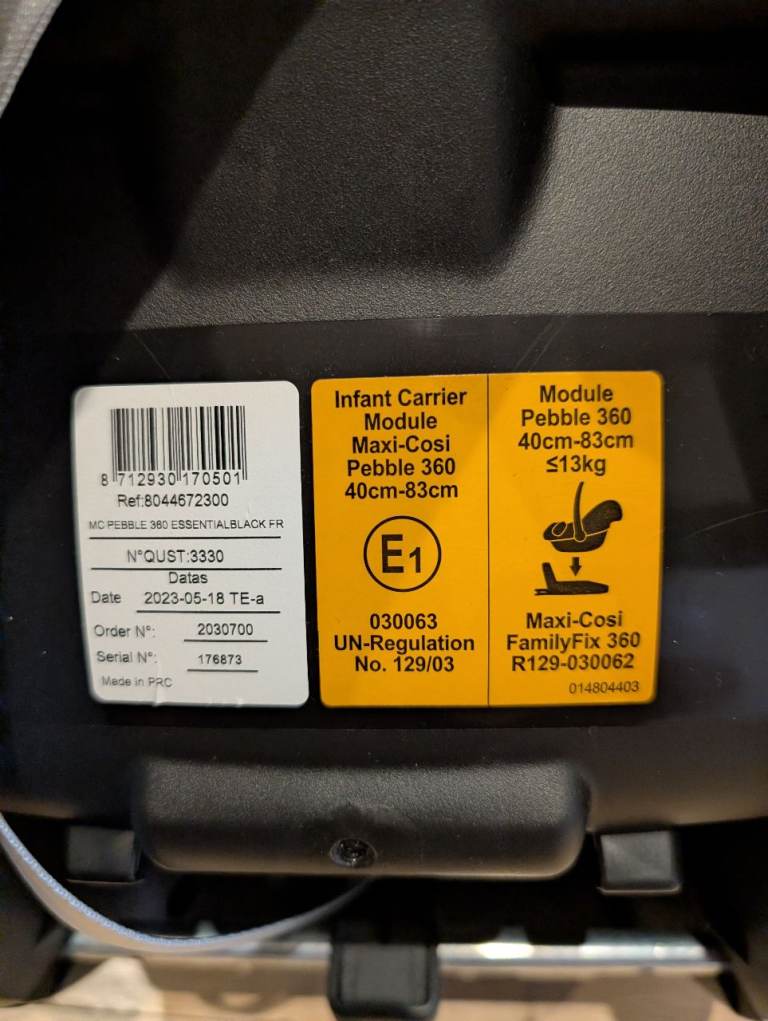 8 712930 170501
Ref:8044672300
MC PEBBLE 360 ESSENTIALBLACK FR
N°QUST:3330
Datas
Date 2023-05-18 TE-a
Order N°: 2030700
Serial N°: 176873
Made in PRC
Infant Carrier
Module
Maxi-Cosi
Pebble 360
40cm-83cm
E1
030063
UN-Regulation
No. 129/03
Module
Pebble 360
40cm-83cm
≤13kg
Maxi-Cosi
FamilyFix 360
R129-030062
014804403